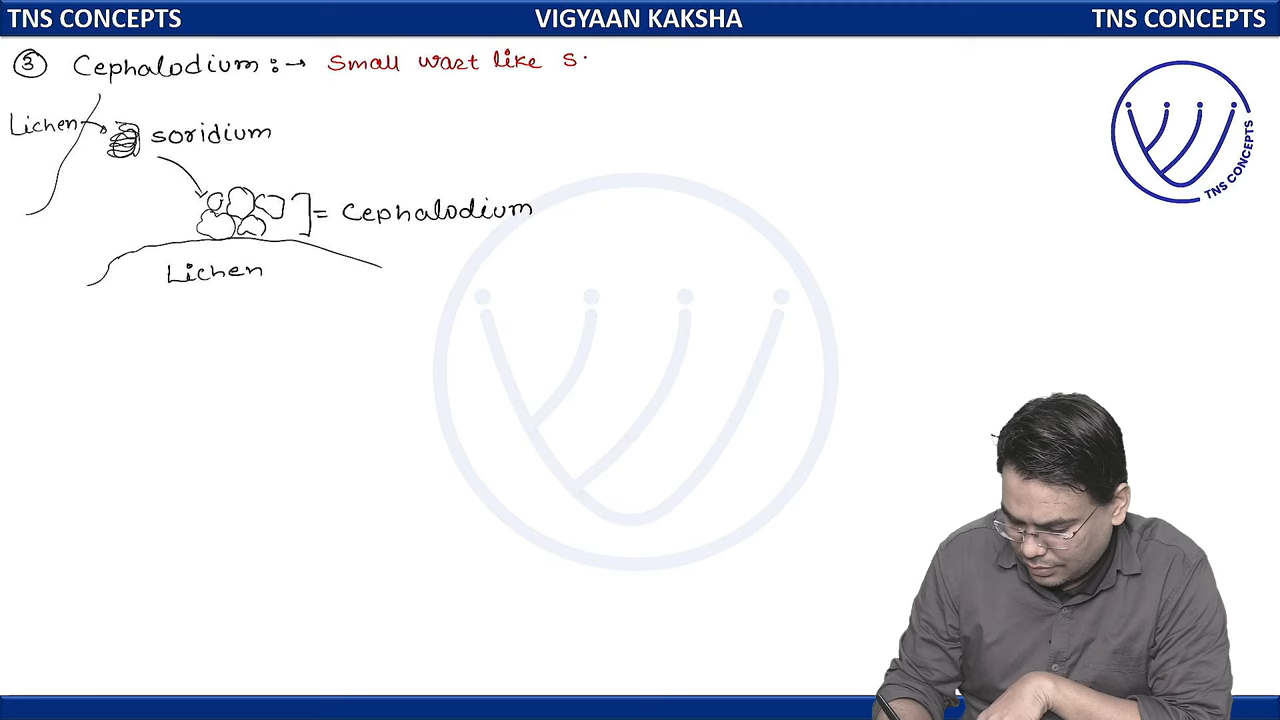 TNS CONCEPTS VIGYAAN KAKSHA TNS CONCEPTS
③ Cephalodium :→ Small wart like s
Lichen
soridium
= Cephalodium
Lichen
TNS CONCEPTS